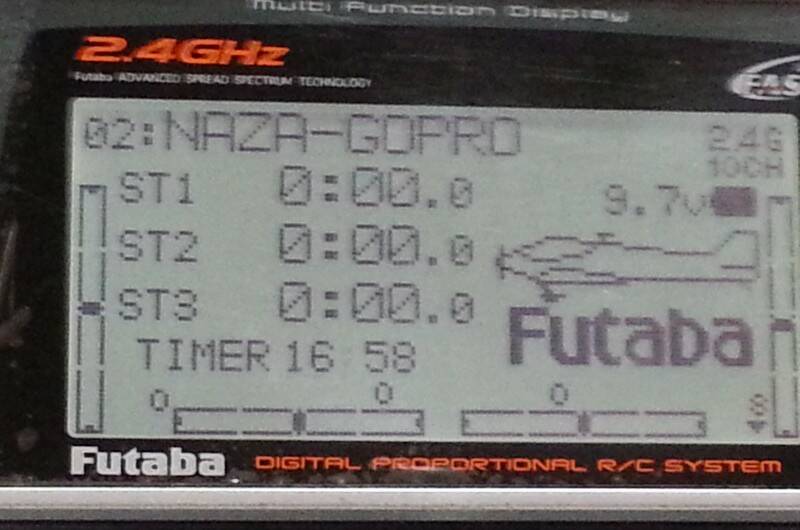 Multi Function Display
2.4GHz
Futaba ADVANCED SPREAD SPECTRUM TECHNOLOGY
FAS
02:NAZA-GOPRO
2.4G
10CH
ST1 0:00.0
9.7v
ST2 0:00.0
ST3 0:00.0
Futaba
TIMER 16 58
0 0 0 8
Futaba DIGITAL PROPORTIONAL R/C SYSTEM